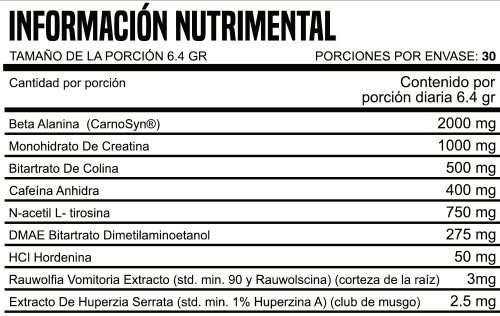 INFORMACIÓN NUTRIMENTAL
TAMAÑO DE LA PORCIÓN 6.4 GR PORCIONES POR ENVASE: 30
Cantidad por porción Contenido por
porción diaria 6.4 gr
Beta Alanina (CarnoSyn®) 2000 mg
Monohidrato De Creatina 1000 mg
Bitartrato De Colina 500 mg
Cafeína Anhidra 400 mg
N-acetil L- tirosina 750 mg
DMAE Bitartrato Dimetilaminoetanol 275 mg
HCl Hordenina 50 mg
Rauwolfia Vomitoria Extracto (std. min. 90 y Rauwolscina) (corteza de la raíz) 3mg
Extracto De Huperzia Serrata (std. min. 1% Huperzina A) (club de musgo) 2.5 mg